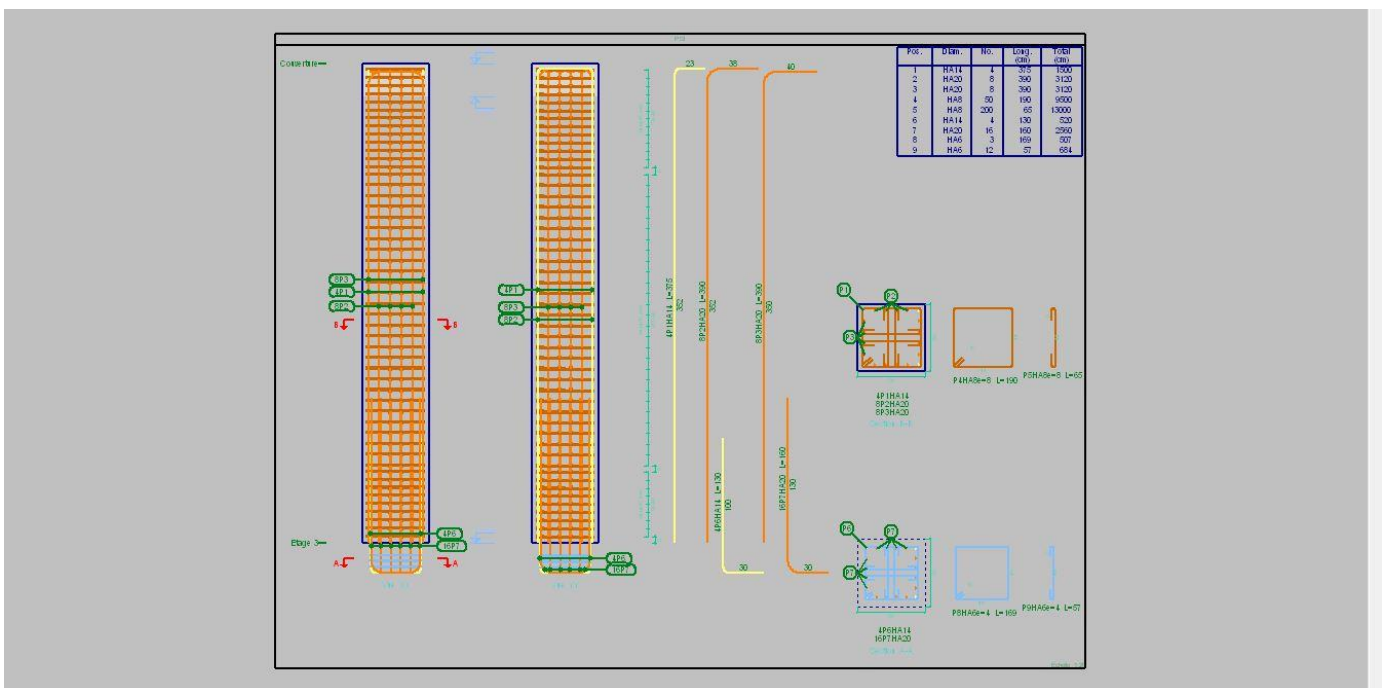 Pos. Diam. No. Long. (cm) Total (cm)
1 HA14 4 375 1500
2 HA20 8 390 3120
3 HA20 8 390 3120
4 HA8 50 190 9500
5 HA8 200 65 13000
6 HA14 4 130 520
7 HA20 16 160 2560
8 HA6 3 169 507
9 HA6 12 57 684
Couverture
23
38
40
8P3
4P1
8P2
B B
4P1
8P3
8P2
4P1HA14 L=375
352
8P2HA20 L=390
352
8P3HA20 L=390
350
P1
P2
P3
P4HA8e=8 L=190
P5HA8e=8 L=65
4P1HA14
8P2HA20
8P3HA20
4P6HA14 L=130
100
16P7HA20 L=160
130
Etage 3
4P6
16P7
A A
4P6
16P7
30
30
P6
P7
P7
P8HA6e=4 L=169
P9HA6e=4 L=57
4P6HA14
16P7HA20